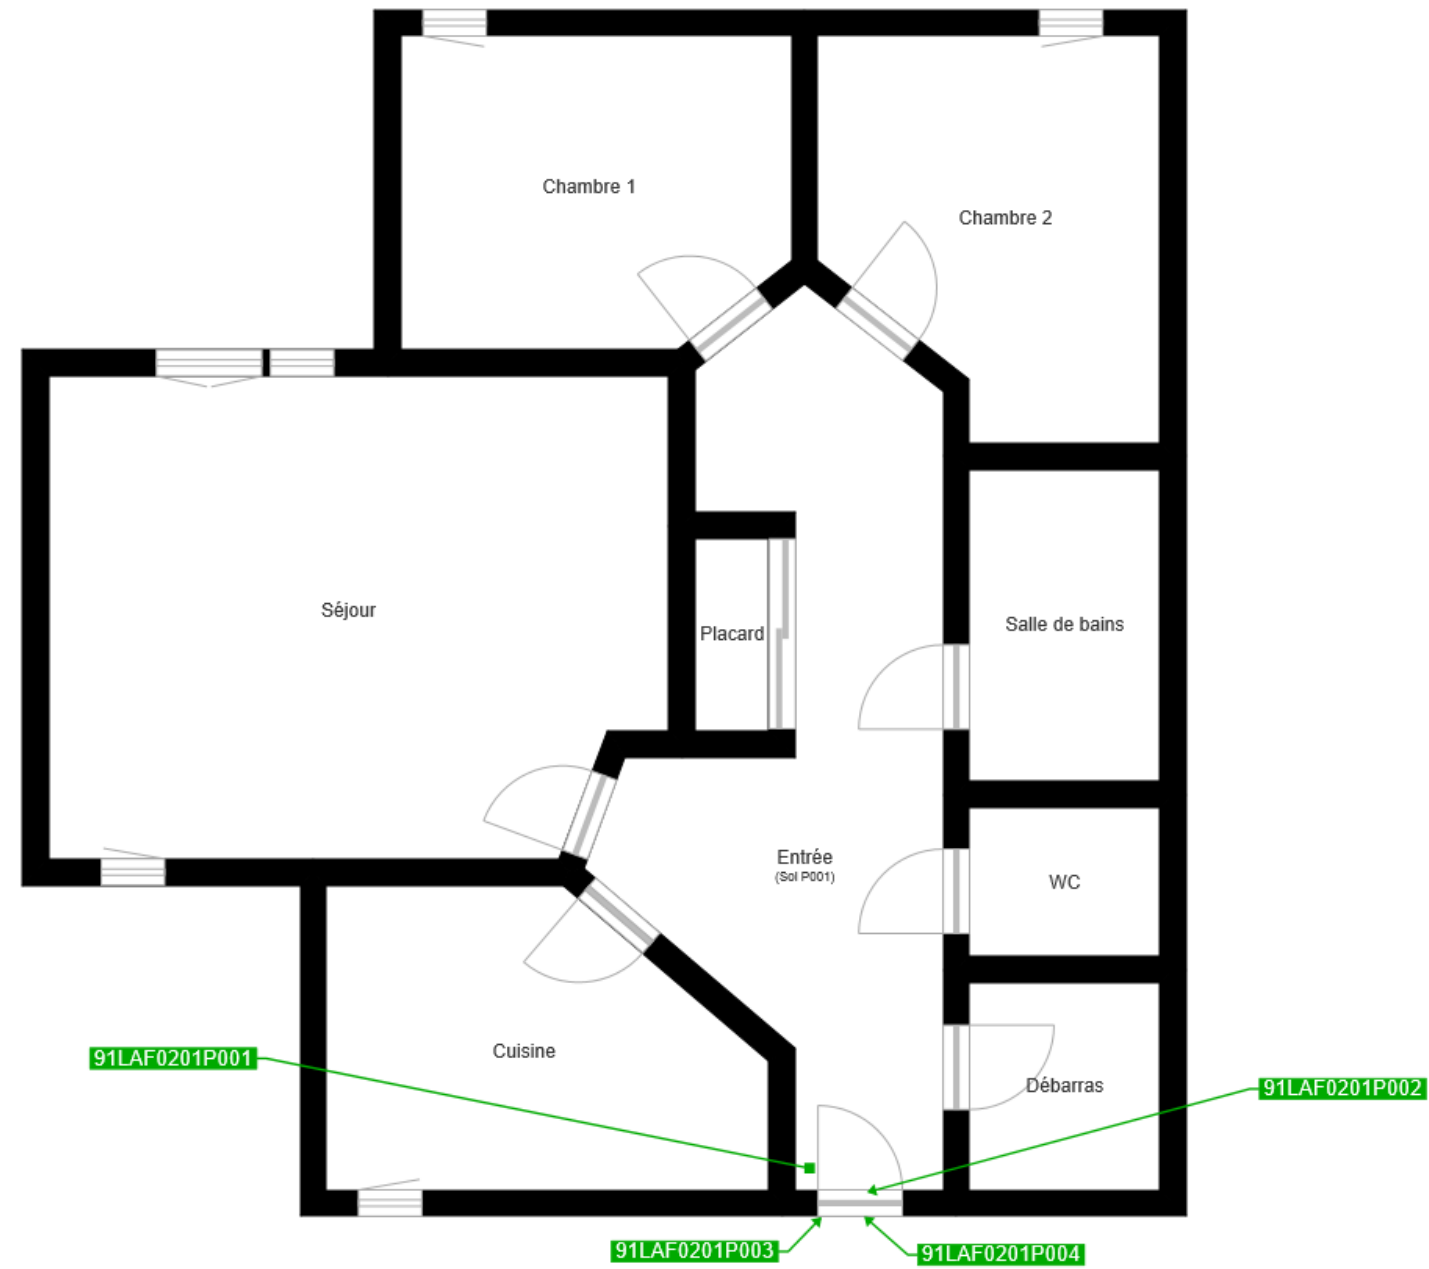 Chambre 1
Chambre 2
Séjour
Placard
Salle de bains
Entrée
(Sol P001)
WC
Cuisine
Débarras
91LAF0201P001
91LAF0201P002
91LAF0201P003
91LAF0201P004